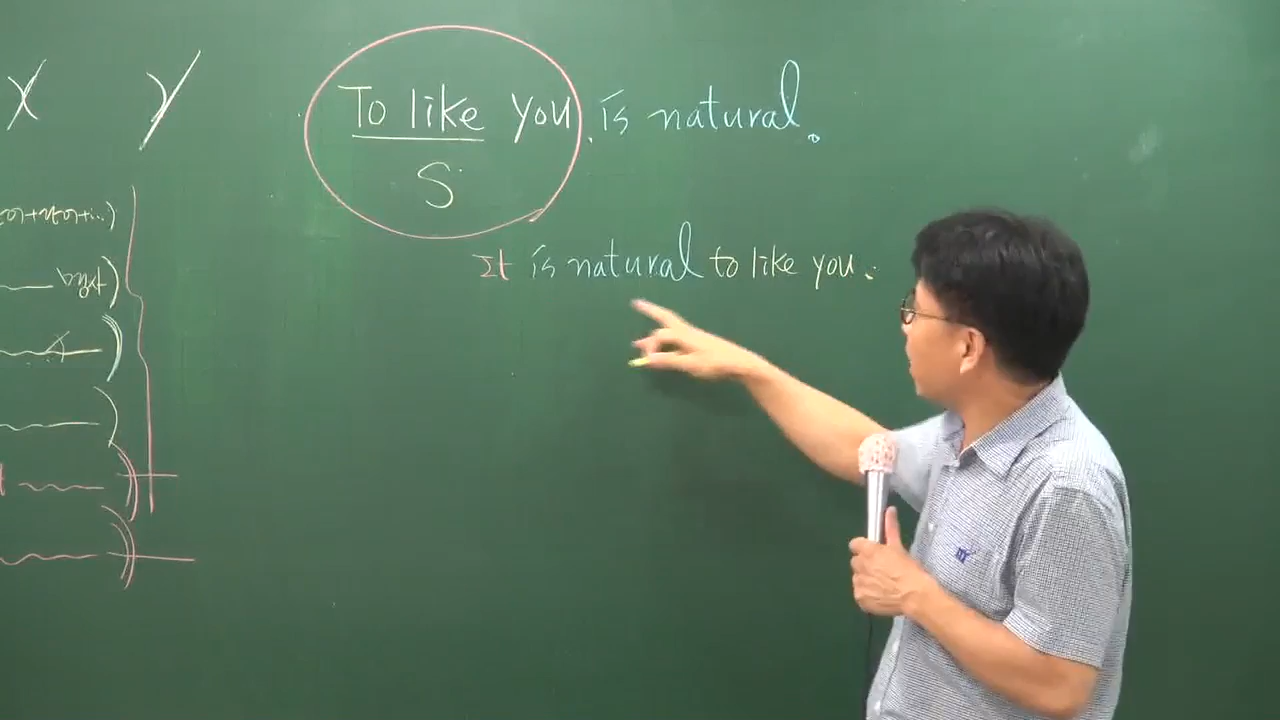 X Y
To like you is natural.
S
It is natural to like you.